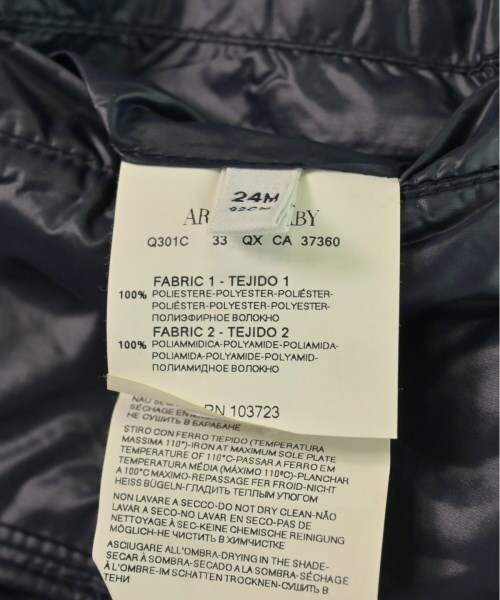 24M
AR BY
Q301C 33 QX CA 37360
FABRIC 1 - TEJIDO 1
100% POLIESTERE-POLYESTER-POLIÉSTER-
POLIÉSTER-POLYESTER-POLYESTER-
ПОЛИЭФИРНОЕ ВОЛОКНО
FABRIC 2 - TEJIDO 2
100% POLIAMMIDICA-POLYAMIDE-POLIAMIDA-
POLIAMIDA-POLYAMIDE-POLYAMID-
ПОЛИАМИДНОЕ ВОЛОКНО
RN 103723
SÉCHAGE EN
НЕ СУШИТЬ В БАРАБАНЕ
STIRO CON FERRO TIEPIDO (TEMPERATURA
MASSIMA 110°)-IRON AT MAXIMUM SOLE PLATE
TEMPERATURE OF 110°C-PASSAR A FERRO EM
TEMPERATURA MÉDIA (MÁXIMO 110°C)-PLANCHAR
A 100°C MAXIMO-REPASSAGE FER FROID-NICHT
HEISS BÜGELN-ГЛАДИТЬ ТЕПЛЫМ УТЮГОМ
NON LAVARE A SECCO-DO NOT DRY CLEAN-NÃO
LAVAR A SECO-NO LAVAR EN SECO-PAS DE
NETTOYAGE À SEC-KEINE CHEMISCHE REINIGUNG
MÖGLICH-НЕ ЧИСТИТЬ В ХИМЧИСТКЕ
ASCIUGARE ALL'OMBRA-DRYING IN THE SHADE-
SECAR À SOMBRA-SECADO A LA SOMBRA-SÉCHAGE
À L'OMBRE-IM SCHATTEN TROCKNEN-СУШИТЬ В
ТЕНИ